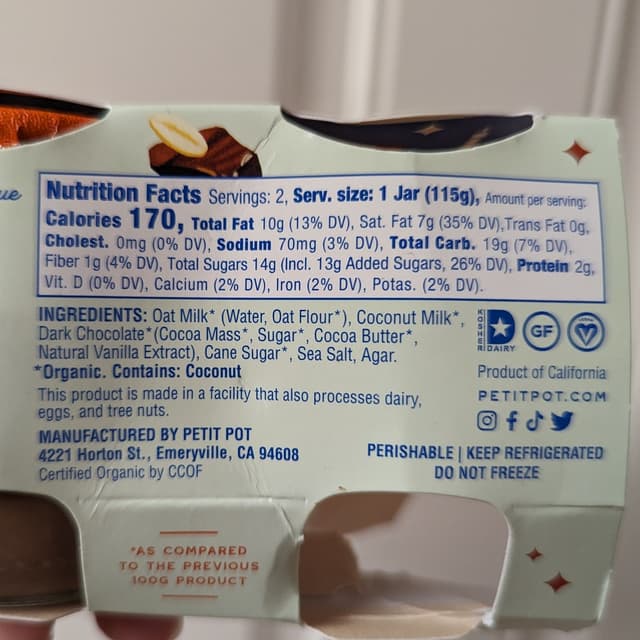 ue
Nutrition Facts Servings: 2, Serv. size: 1 Jar (115g), Amount per serving:
Calories 170, Total Fat 10g (13% DV), Sat. Fat 7g (35% DV),Trans Fat 0g,
Cholest. 0mg (0% DV), Sodium 70mg (3% DV), Total Carb. 19g (7% DV),
Fiber 1g (4% DV), Total Sugars 14g (Incl. 13g Added Sugars, 26% DV), Protein 2g,
Vit. D (0% DV), Calcium (2% DV), Iron (2% DV), Potas. (2% DV).
INGREDIENTS: Oat Milk* (Water, Oat Flour*), Coconut Milk*,
Dark Chocolate*(Cocoa Mass*, Sugar*, Cocoa Butter*,
Natural Vanilla Extract), Cane Sugar*, Sea Salt, Agar.
*Organic. Contains: Coconut
This product is made in a facility that also processes dairy,
eggs, and tree nuts.
MANUFACTURED BY PETIT POT
4221 Horton St., Emeryville, CA 94608
Certified Organic by CCOF
KOSHER
DAIRY
GF
V
Product of California
PETITPOT.COM
PERISHABLE | KEEP REFRIGERATED
DO NOT FREEZE
*AS COMPARED
TO THE PREVIOUS
100G PRODUCT